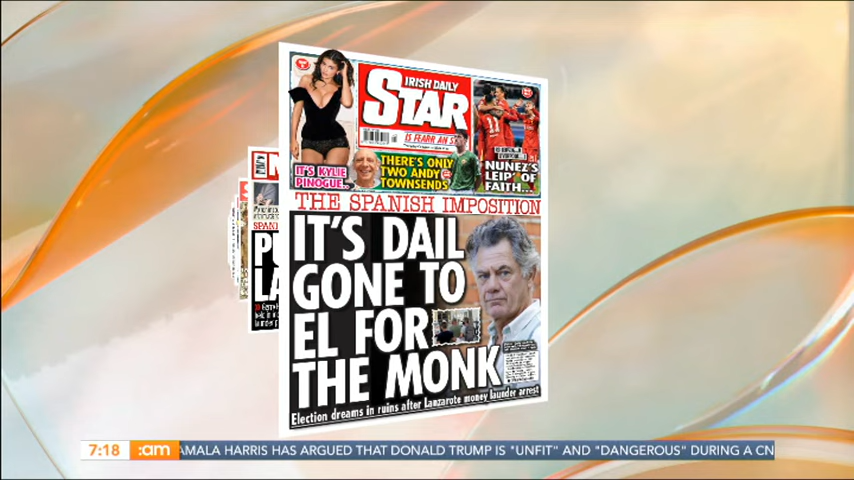 IRISH DAILY
STAR
IS FEARR AN S
IT'S KYLIE
PINOGUE..
THERE'S ONLY
TWO ANDY
TOWNSENDS
11
NUNEZ'S
'LEIP' OF
FAITH...
THE SPANISH IMPOSITION
IT'S DAIL
GONE TO
EL FOR
THE MONK
Election dreams in ruins after Lanzarote money launder arrest
SPANI
7:18 :am AMALA HARRIS HAS ARGUED THAT DONALD TRUMP IS "UNFIT" AND "DANGEROUS" DURING A CN